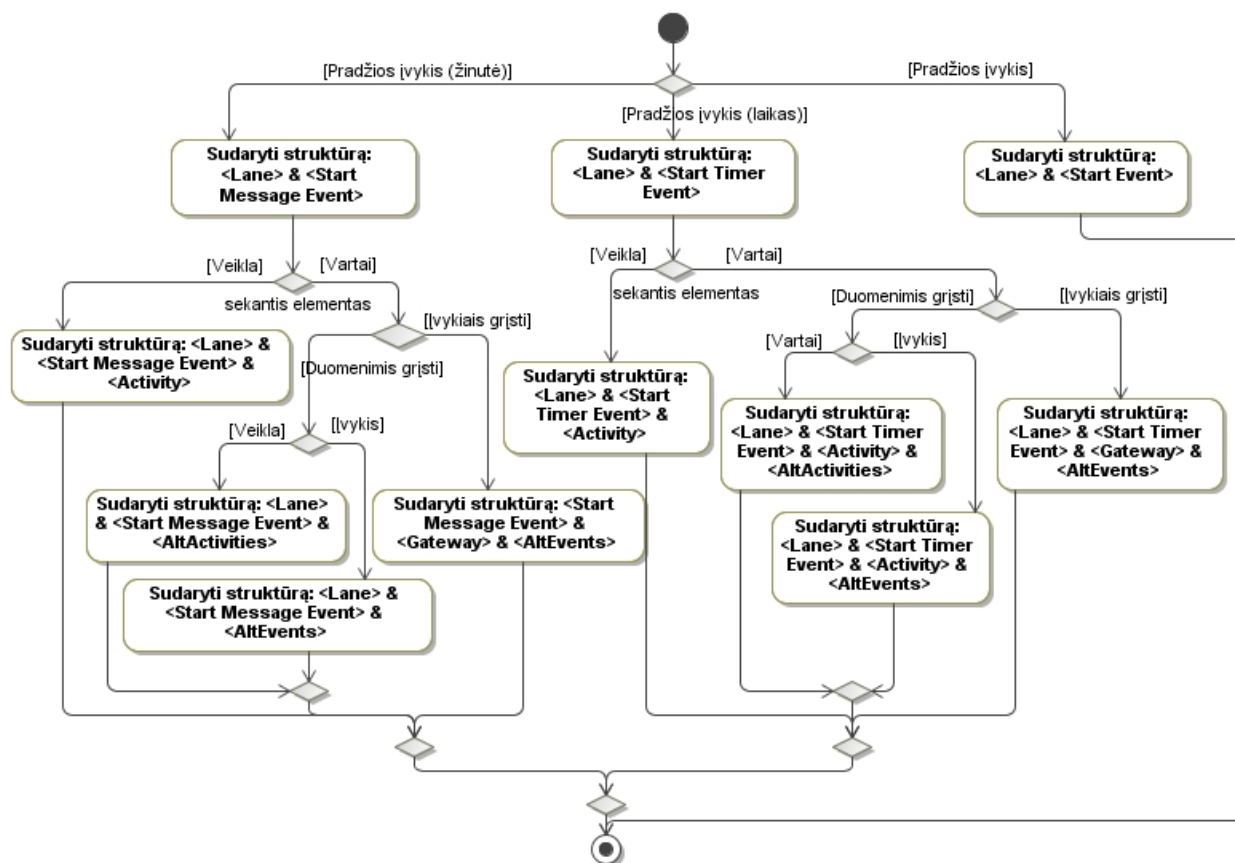 [Pradžios įvykis (žinutė)]
[Pradžios įvykis]
[Pradžios įvykis (laikas)]
Sudaryti struktūrą:
<Lane> & <Start
Message Event>
Sudaryti struktūrą:
<Lane> & <Start Timer
Event>
Sudaryti struktūrą:
<Lane> & <Start Event>
[Veikla]
[Vartai]
sekantis elementas
[Veikla]
[Vartai]
sekantis elementas
[Įvykiais grįsti]
[Duomenimis grįsti]
[Duomenimis grįsti]
[Įvykiais grįsti]
[Vartai]
[Įvykis]
Sudaryti struktūrą: <Lane> &
<Start Message Event> &
<Activity>
[Veikla]
[Įvykis]
Sudaryti struktūrą:
<Lane> & <Start
Timer Event> &
<Activity>
Sudaryti struktūrą:
<Lane> & <Start Timer
Event> & <Activity> &
<AltActivities>
Sudaryti struktūrą:
<Lane> & <Start Timer
Event> & <Gateway> &
<AltEvents>
Sudaryti struktūrą: <Lane>
& <Start Message Event> &
<AltActivities>
Sudaryti struktūrą: <Start
Message Event> &
<Gateway> & <AltEvents>
Sudaryti struktūrą:
<Lane> & <Start Timer
Event> & <Activity> &
<AltEvents>
Sudaryti struktūrą: <Lane> &
<Start Message Event> &
<AltEvents>